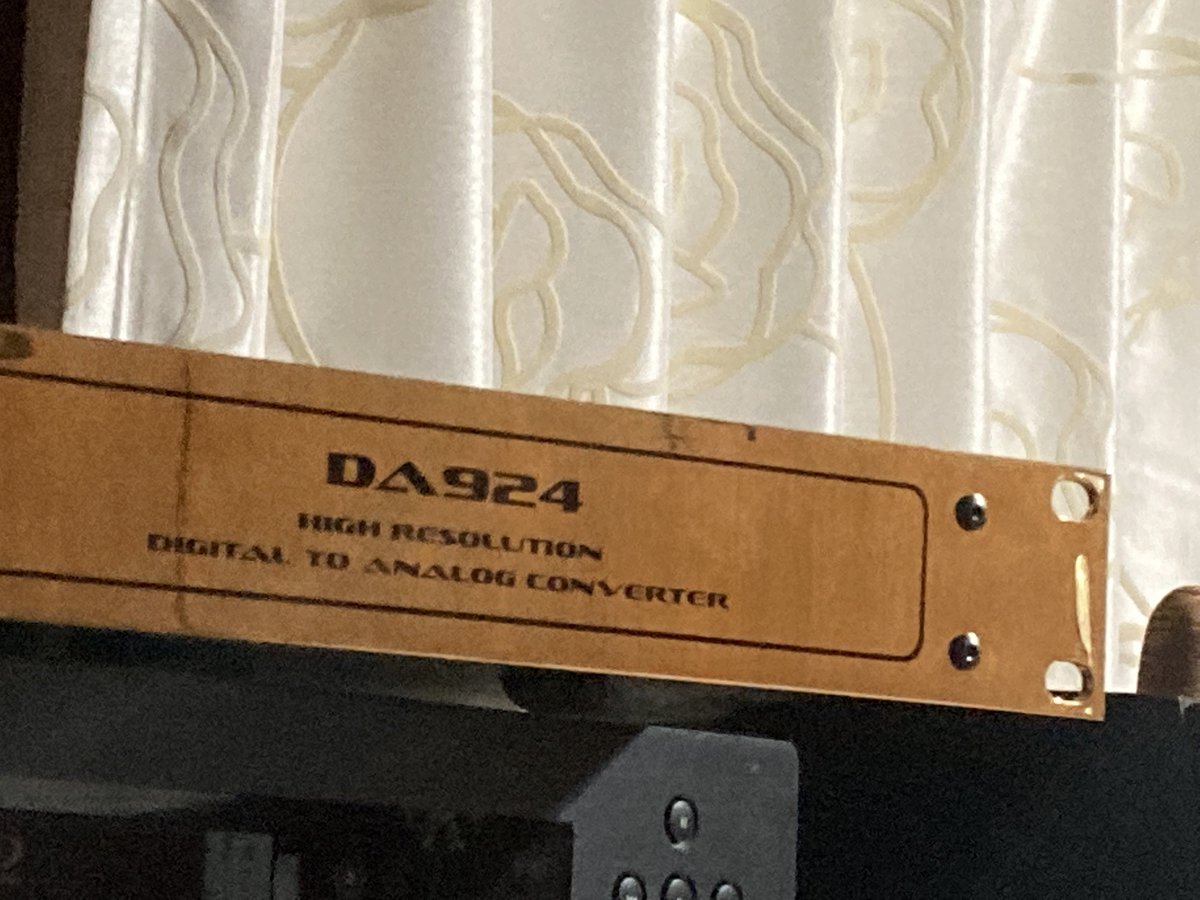 DA924
HIGH RESOLUTION
DIGITAL TO ANALOG CONVERTER